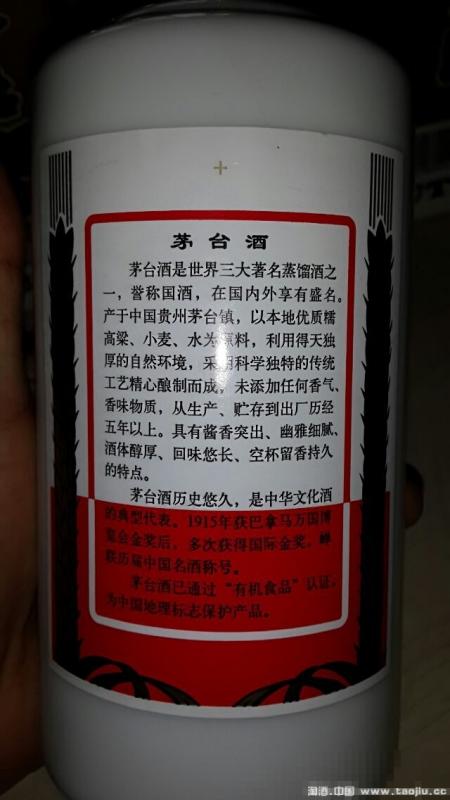 茅台酒
茅台酒是世界三大著名蒸馏酒之
一，誉称国酒，在国内外享有盛名。
产于中国贵州茅台镇，以本地优质糯
高粱、小麦、水为原料，利用得天独
厚的自然环境，采用科学独特的传统
工艺精心酿制而成，未添加任何香气、
香味物质，从生产、贮存到出厂历经
五年以上。具有酱香突出、幽雅细腻、
酒体醇厚、回味悠长、空杯留香持久
的特点。
茅台酒历史悠久，是中华文化酒
的典型代表。1915年获巴拿马万国博
览会金奖后，多次获得国际金奖，蝉
联历届中国名酒称号。
茅台酒已通过“有机食品”认证，
为中国地理标志保护产品。
淘酒.中国 www.taojiu.cc